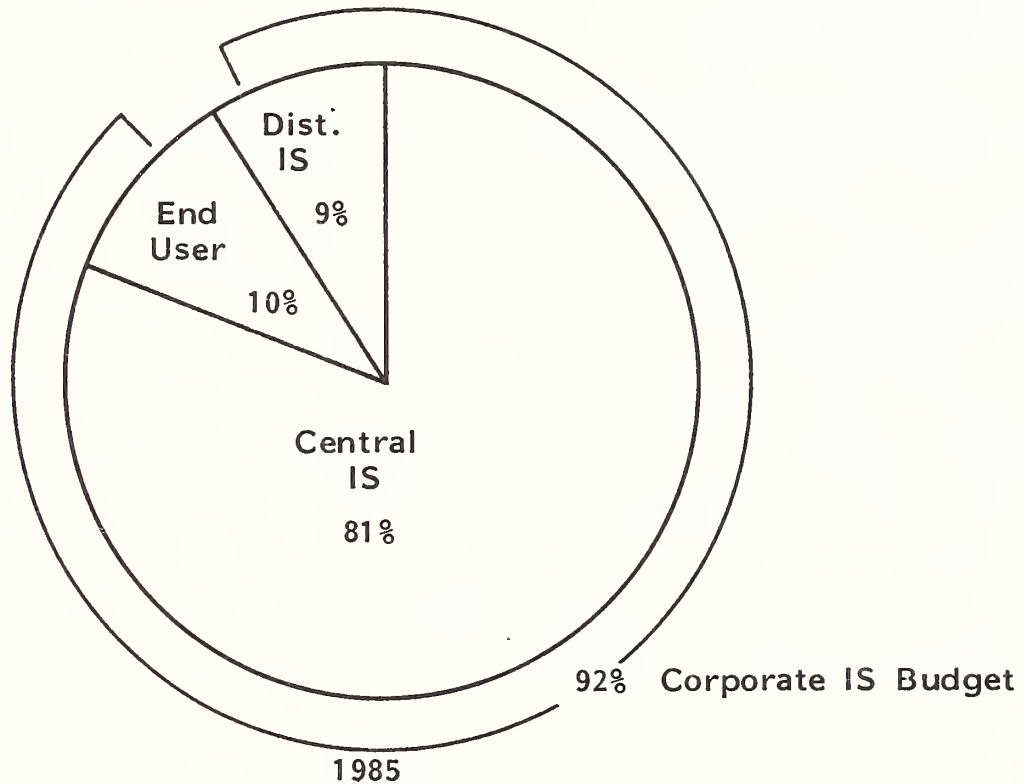 Dist.
IS
9%
End
User
10%
Central
IS
81%
92% Corporate IS Budget
1985